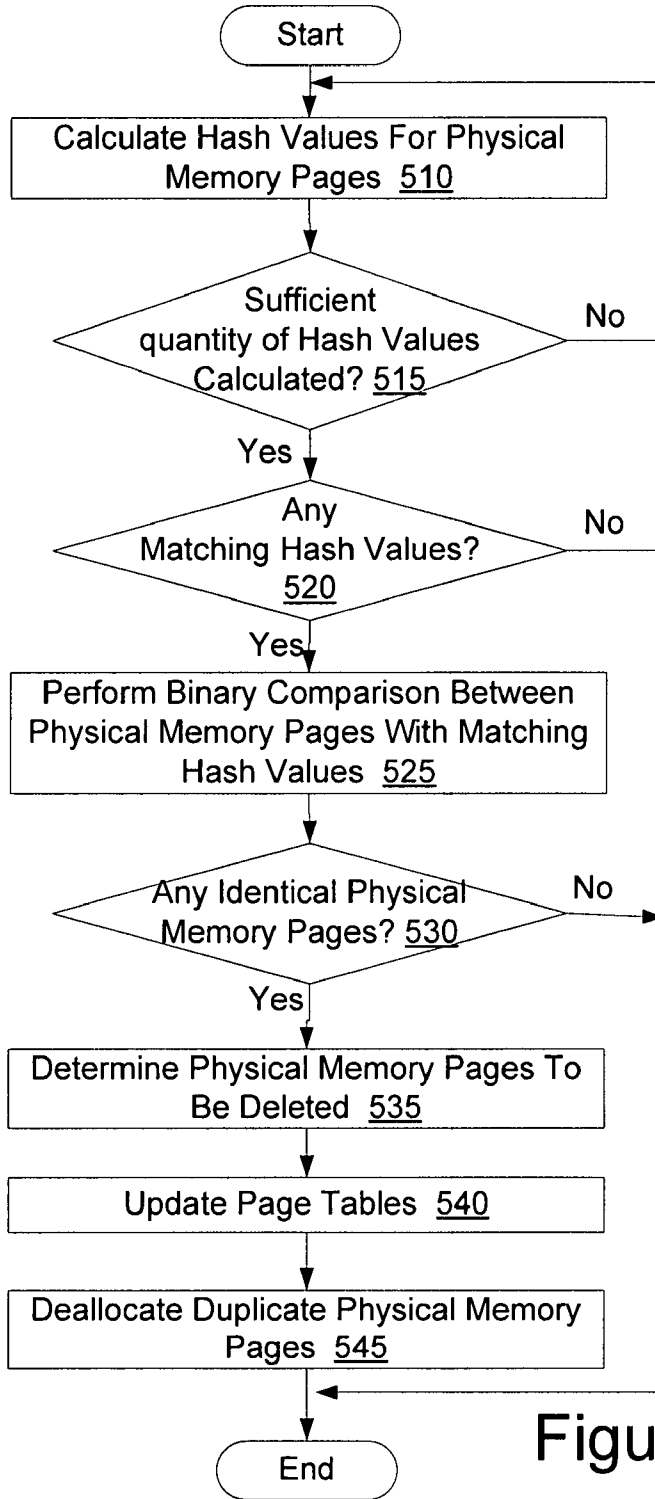 Start
Calculate Hash Values For Physical
Memory Pages 510
Sufficient
quantity of Hash Values
Calculated? 515
No
Yes
Any
Matching Hash Values?
520
No
Yes
Perform Binary Comparison Between
Physical Memory Pages With Matching
Hash Values 525
Any Identical Physical
Memory Pages? 530
No
Yes
Determine Physical Memory Pages To
Be Deleted 535
Update Page Tables 540
Deallocate Duplicate Physical Memory
Pages 545
End
Figu